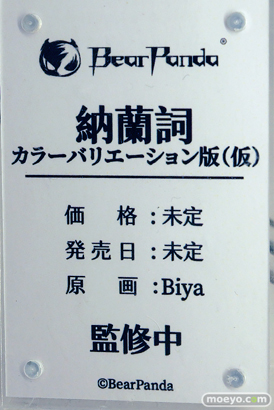 BearPanda®
納蘭詞
カラーバリエーション版(仮)
価 格:未定
発売日:未定
原 画:Biya
監修中
©BearPanda
moeyo.com